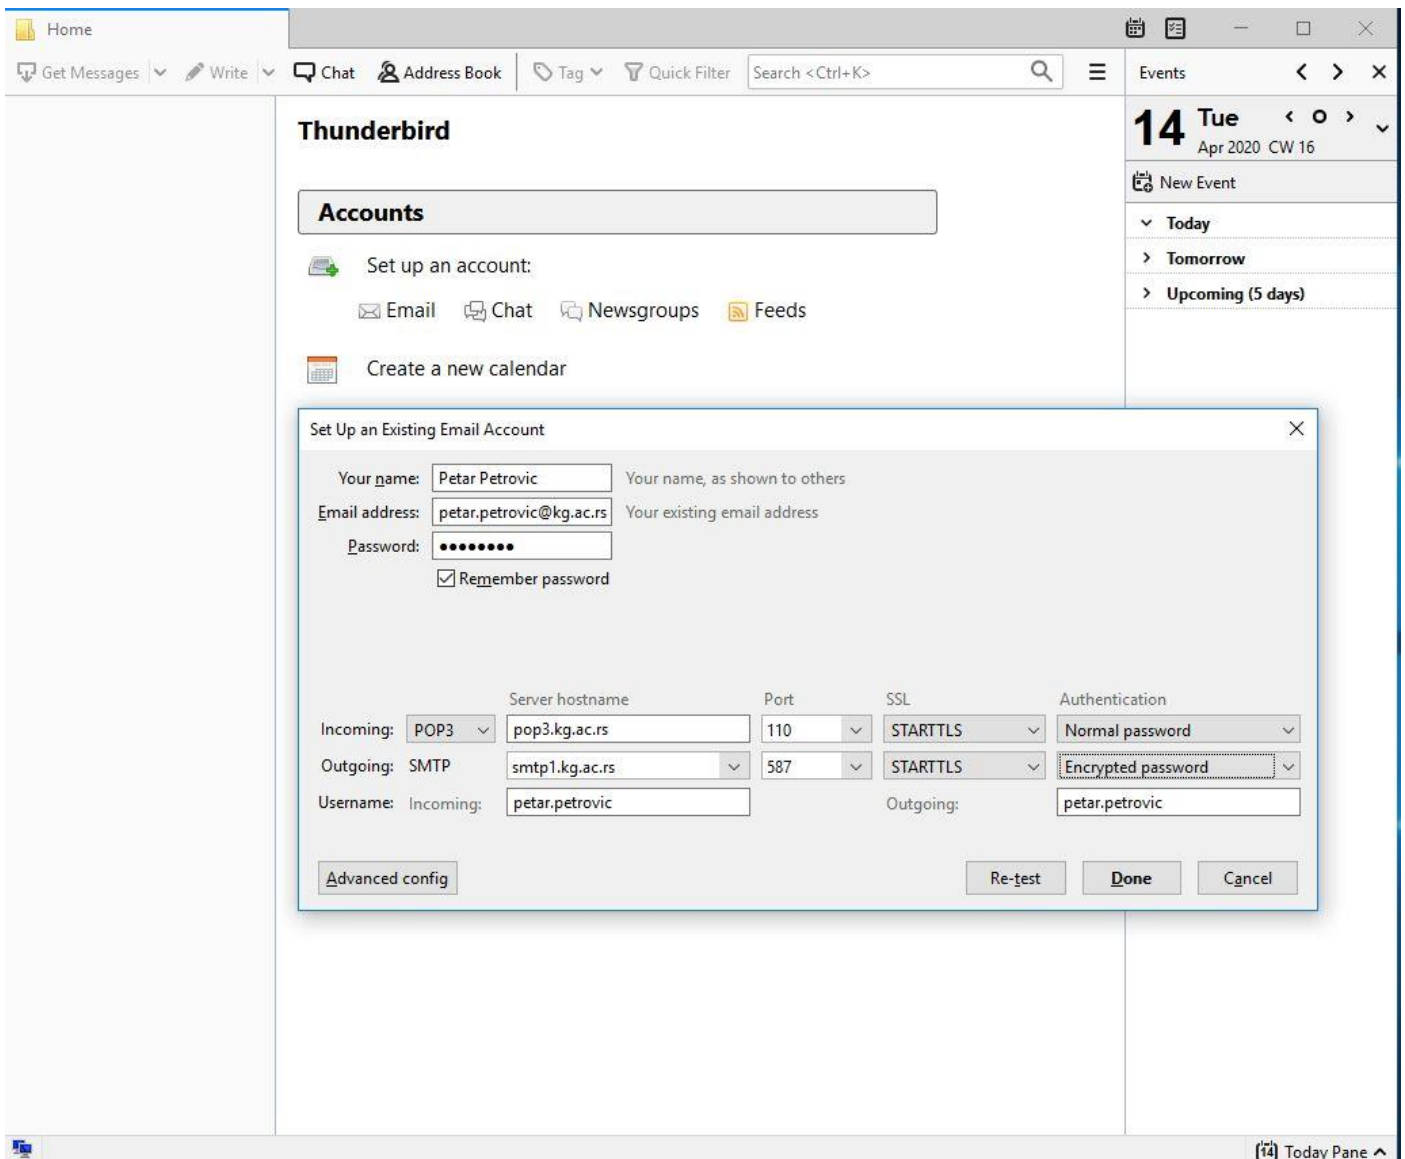 Home
Get Messages Write Chat Address Book Tag Quick Filter Search <Ctrl+K> Events
14 Tue
Apr 2020 CW 16
New Event
Today
Tomorrow
Upcoming (5 days)
Thunderbird
Accounts
Set up an account:
Email Chat Newsgroups Feeds
Create a new calendar
Set Up an Existing Email Account
Your name: Petar Petrovic Your name, as shown to others
Email address: petar.petrovic@kg.ac.rs Your existing email address
Password: ••••••••
Remember password
Server hostname Port SSL Authentication
Incoming: POP3 pop3.kg.ac.rs 110 STARTTLS Normal password
Outgoing: SMTP smtp1.kg.ac.rs 587 STARTTLS Encrypted password
Username: Incoming: petar.petrovic Outgoing: petar.petrovic
Advanced config Re-test Done Cancel
14 Today Pane